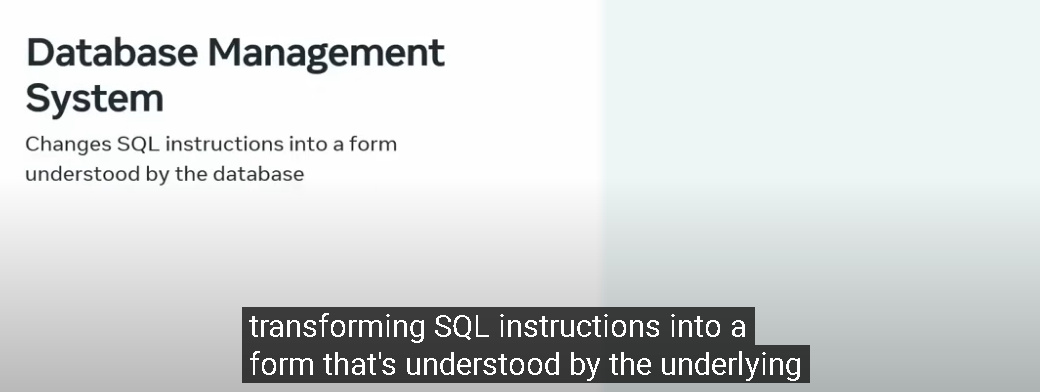 Database Management
System
Changes SQL instructions into a form
understood by the database
transforming SQL instructions into a
form that's understood by the underlying